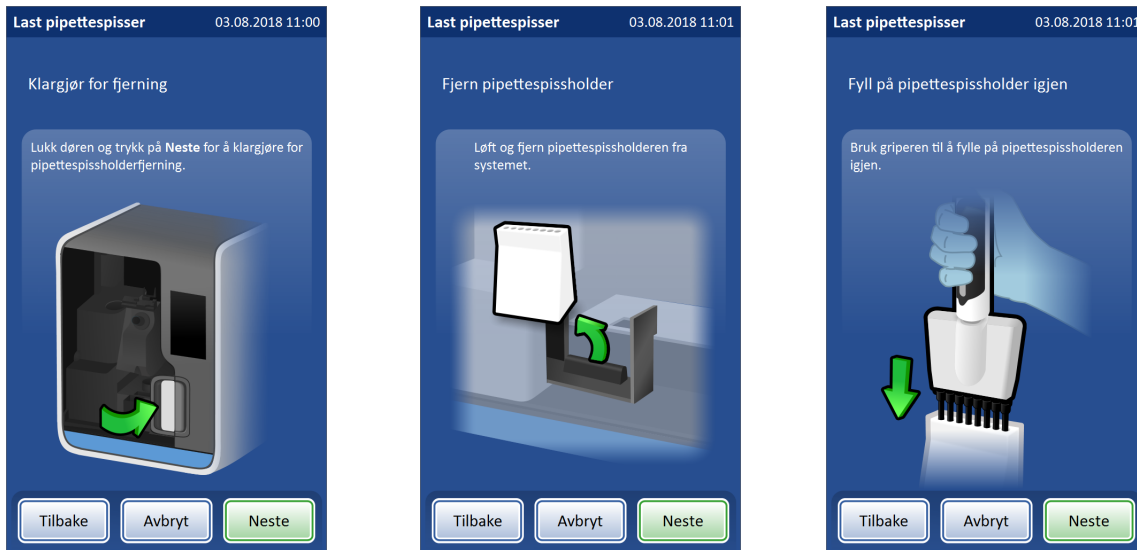 Last pipettespisser 03.08.2018 11:00
Klargjør for fjerning
Lukk døren og trykk på Neste for å klargjøre for
pipettespissholderfjerning.
Tilbake Avbryt Neste
Last pipettespisser 03.08.2018 11:01
Fjern pipettespissholder
Løft og fjern pipettespissholderen fra
systemet.
Tilbake Avbryt Neste
Last pipettespisser 03.08.2018 11:01
Fyll på pipettespissholder igjen
Bruk griperen til å fylle på pipettespissholderen
igjen.
Tilbake Avbryt Neste